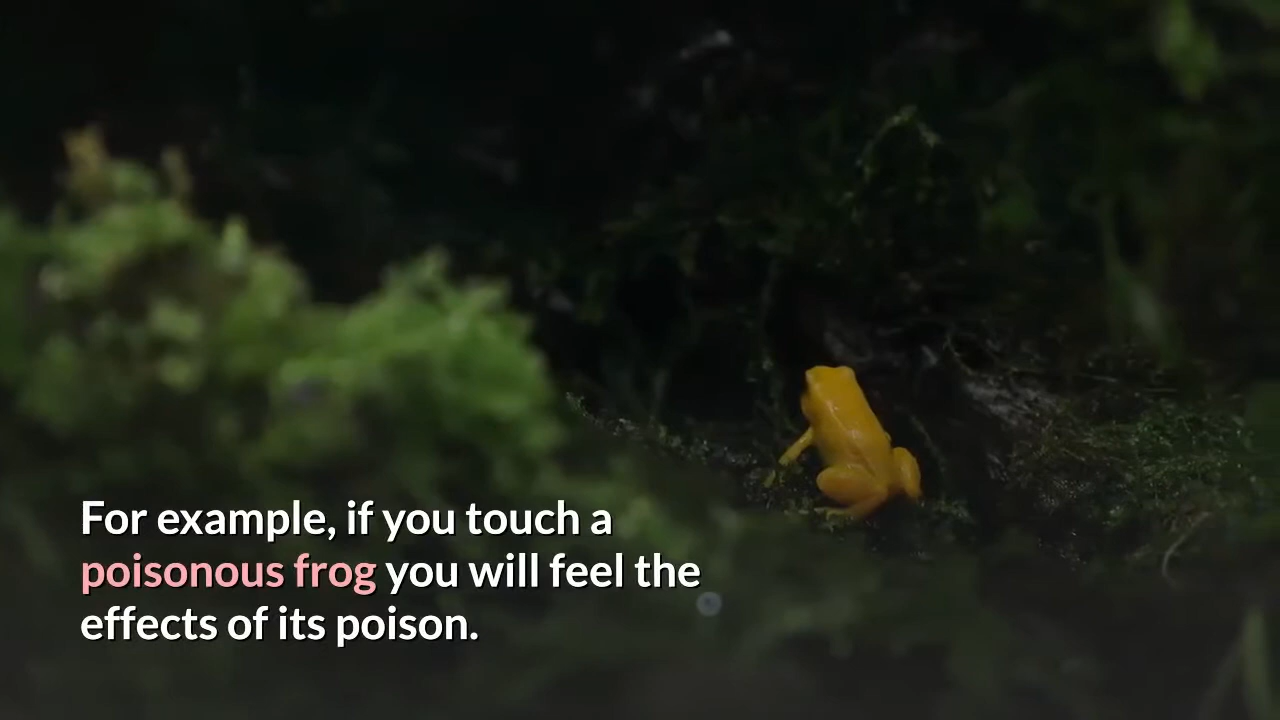 For example, if you touch a
poisonous frog you will feel the
effects of its poison.